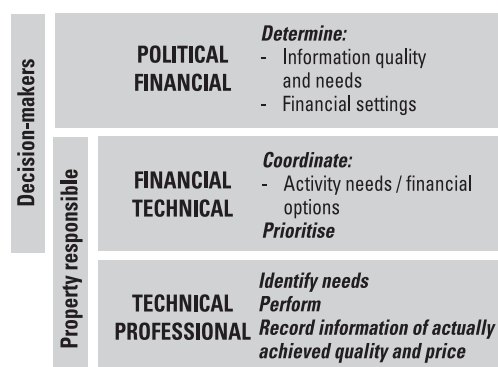 Decision-makers
Property responsible
POLITICAL
FINANCIAL
Determine:
- Information quality
and needs
- Financial settings
FINANCIAL
TECHNICAL
Coordinate:
- Activity needs / financial
options
Prioritise
TECHNICAL
PROFESSIONAL
Identify needs
Perform
Record information of actually
achieved quality and price